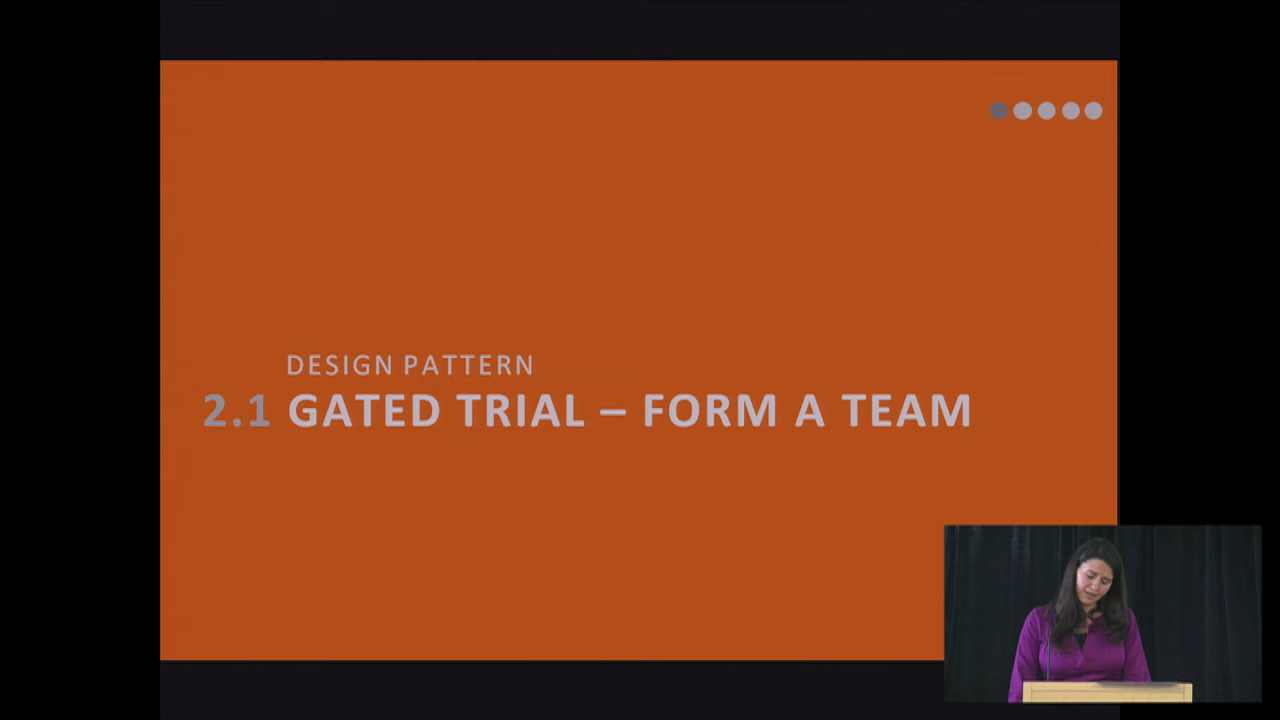 DESIGN PATTERN
2.1 GATED TRIAL – FORM A TEAM